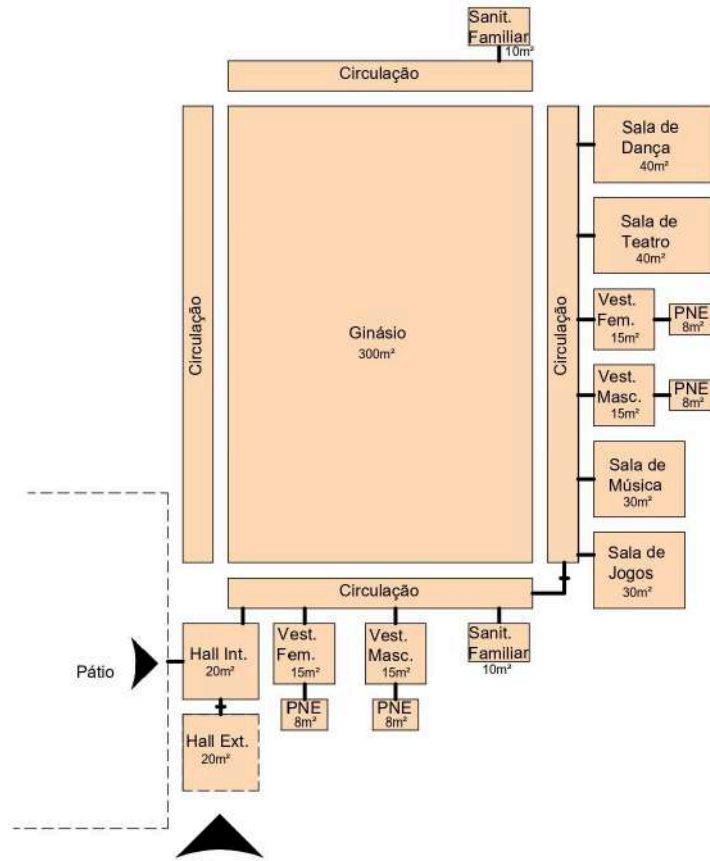 Sanit.
Familiar
10m²
Circulação
Circulação
Ginásio
300m²
Circulação
Sala de
Dança
40m²
Sala de
Teatro
40m²
Vest.
Fem.
15m²
PNE
8m²
Vest.
Masc.
15m²
PNE
8m²
Sala de
Música
30m²
Sala de
Jogos
30m²
Circulação
Pátio
Hall Int.
20m²
Vest.
Fem.
15m²
Vest.
Masc.
15m²
Sanit.
Familiar
10m²
PNE
8m²
PNE
8m²
Hall Ext.
20m²